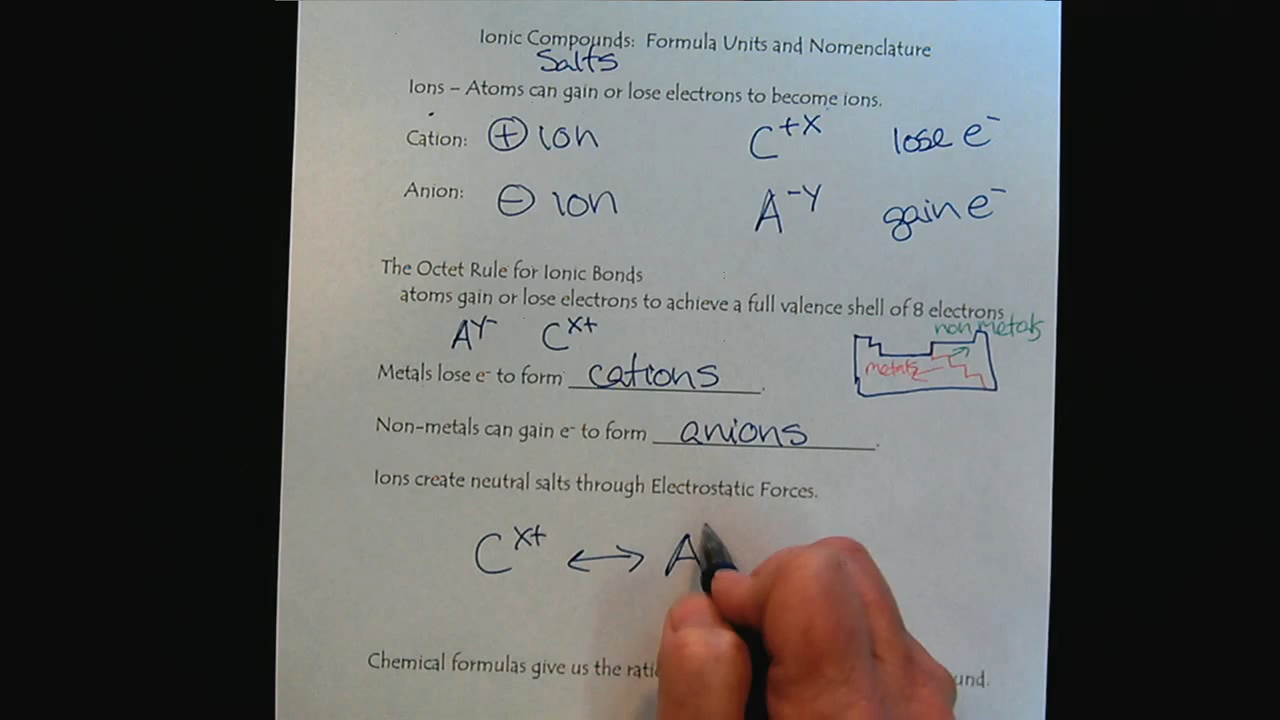 Ionic Compounds: Formula Units and Nomenclature
Salts
Ions – Atoms can gain or lose electrons to become ions.
Cation: ⊕ ion C⁺ˣ lose e⁻
Anion: ⊖ ion A⁻ʸ gain e⁻
The Octet Rule for Ionic Bonds
atoms gain or lose electrons to achieve a full valence shell of 8 electrons
Aʸ⁻ Cˣ⁺
non metals
metals
Metals lose e⁻ to form cations.
Non-metals can gain e⁻ to form anions.
Ions create neutral salts through Electrostatic Forces.
Cˣ⁺ ↔ A
Chemical formulas give us the